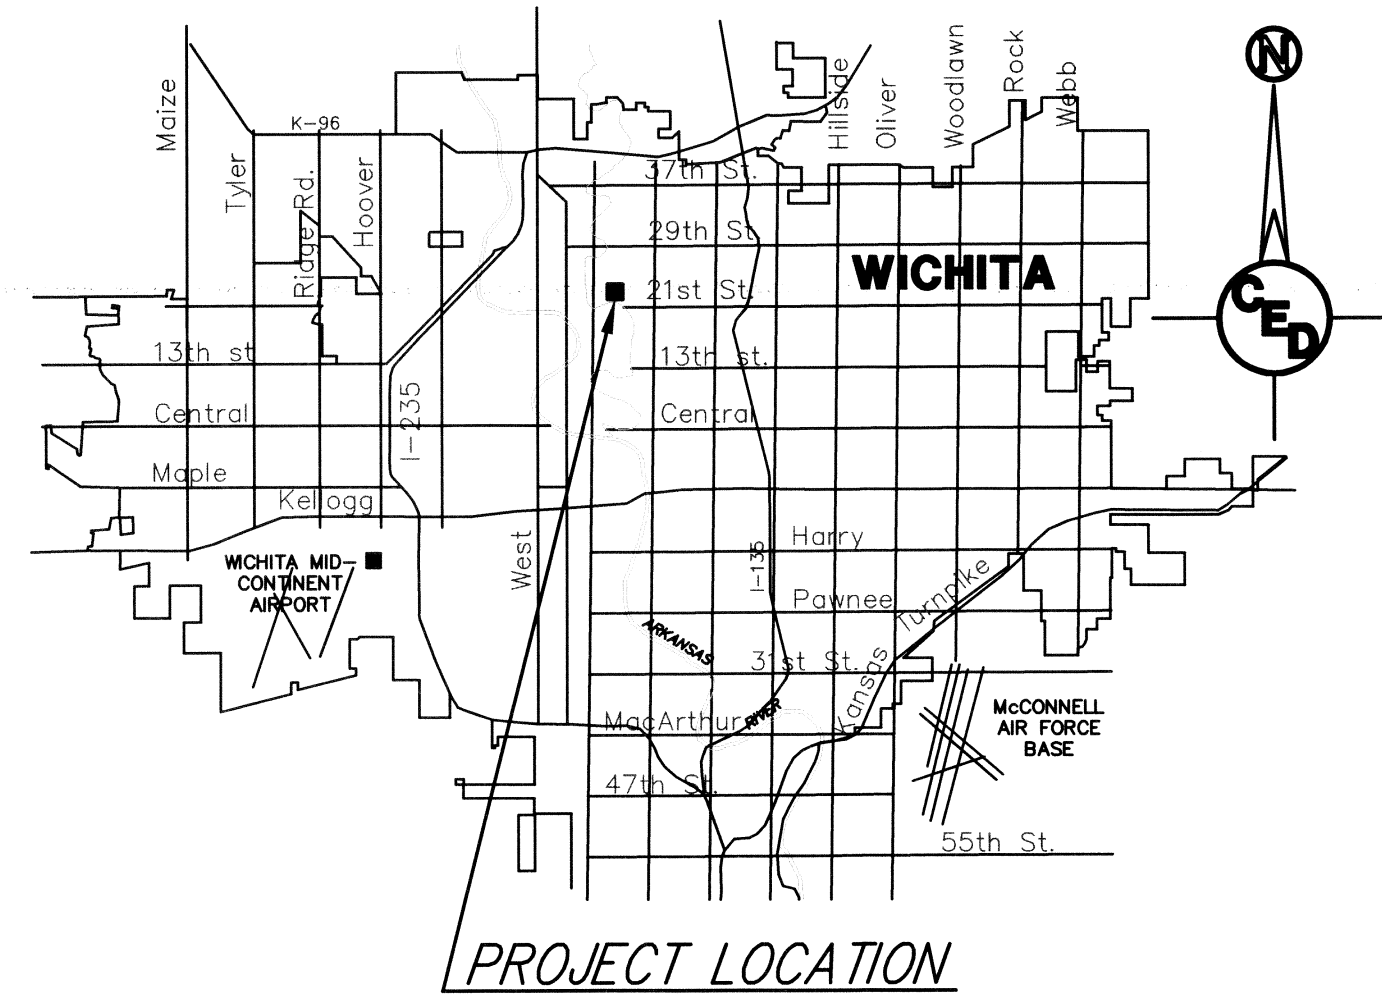 Maize
Tyler
K-96
Ridge Rd.
Hoover
Hillside
Oliver
Woodlawn
Rock
Webb
N
37th St.
29th St.
WICHITA
21st St.
CED
13th st
13th st.
Central
I-235
Central
Maple
Kellogg
West
I-135
Harry
WICHITA MID-
CONTINENT
AIRPORT
Pawnee
Kansas Turnpike
ARKANSAS
RIVER
31st St.
MacArthur
McCONNELL
AIR FORCE
BASE
47th St.
55th St.
PROJECT LOCATION